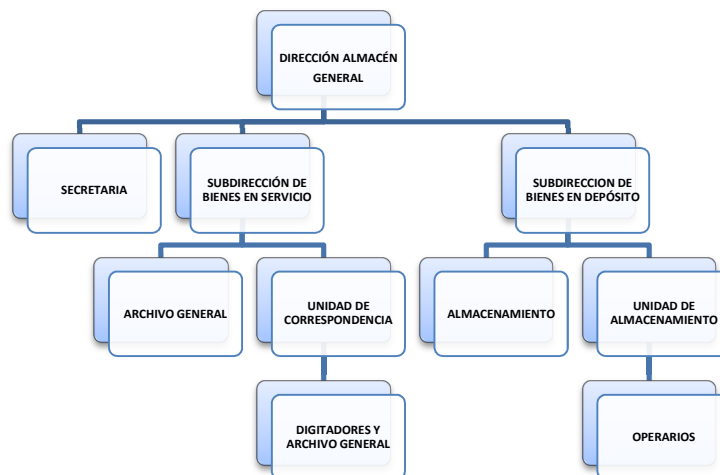 DIRECCIÓN ALMACÉN
GENERAL
SECRETARIA
SUBDIRECCIÓN DE
BIENES EN SERVICIO
SUBDIRECCION DE
BIENES EN DEPÓSITO
ARCHIVO GENERAL
UNIDAD DE
CORRESPONDENCIA
ALMACENAMIENTO
UNIDAD DE
ALMACENAMIENTO
DIGITADORES Y
ARCHIVO GENERAL
OPERARIOS